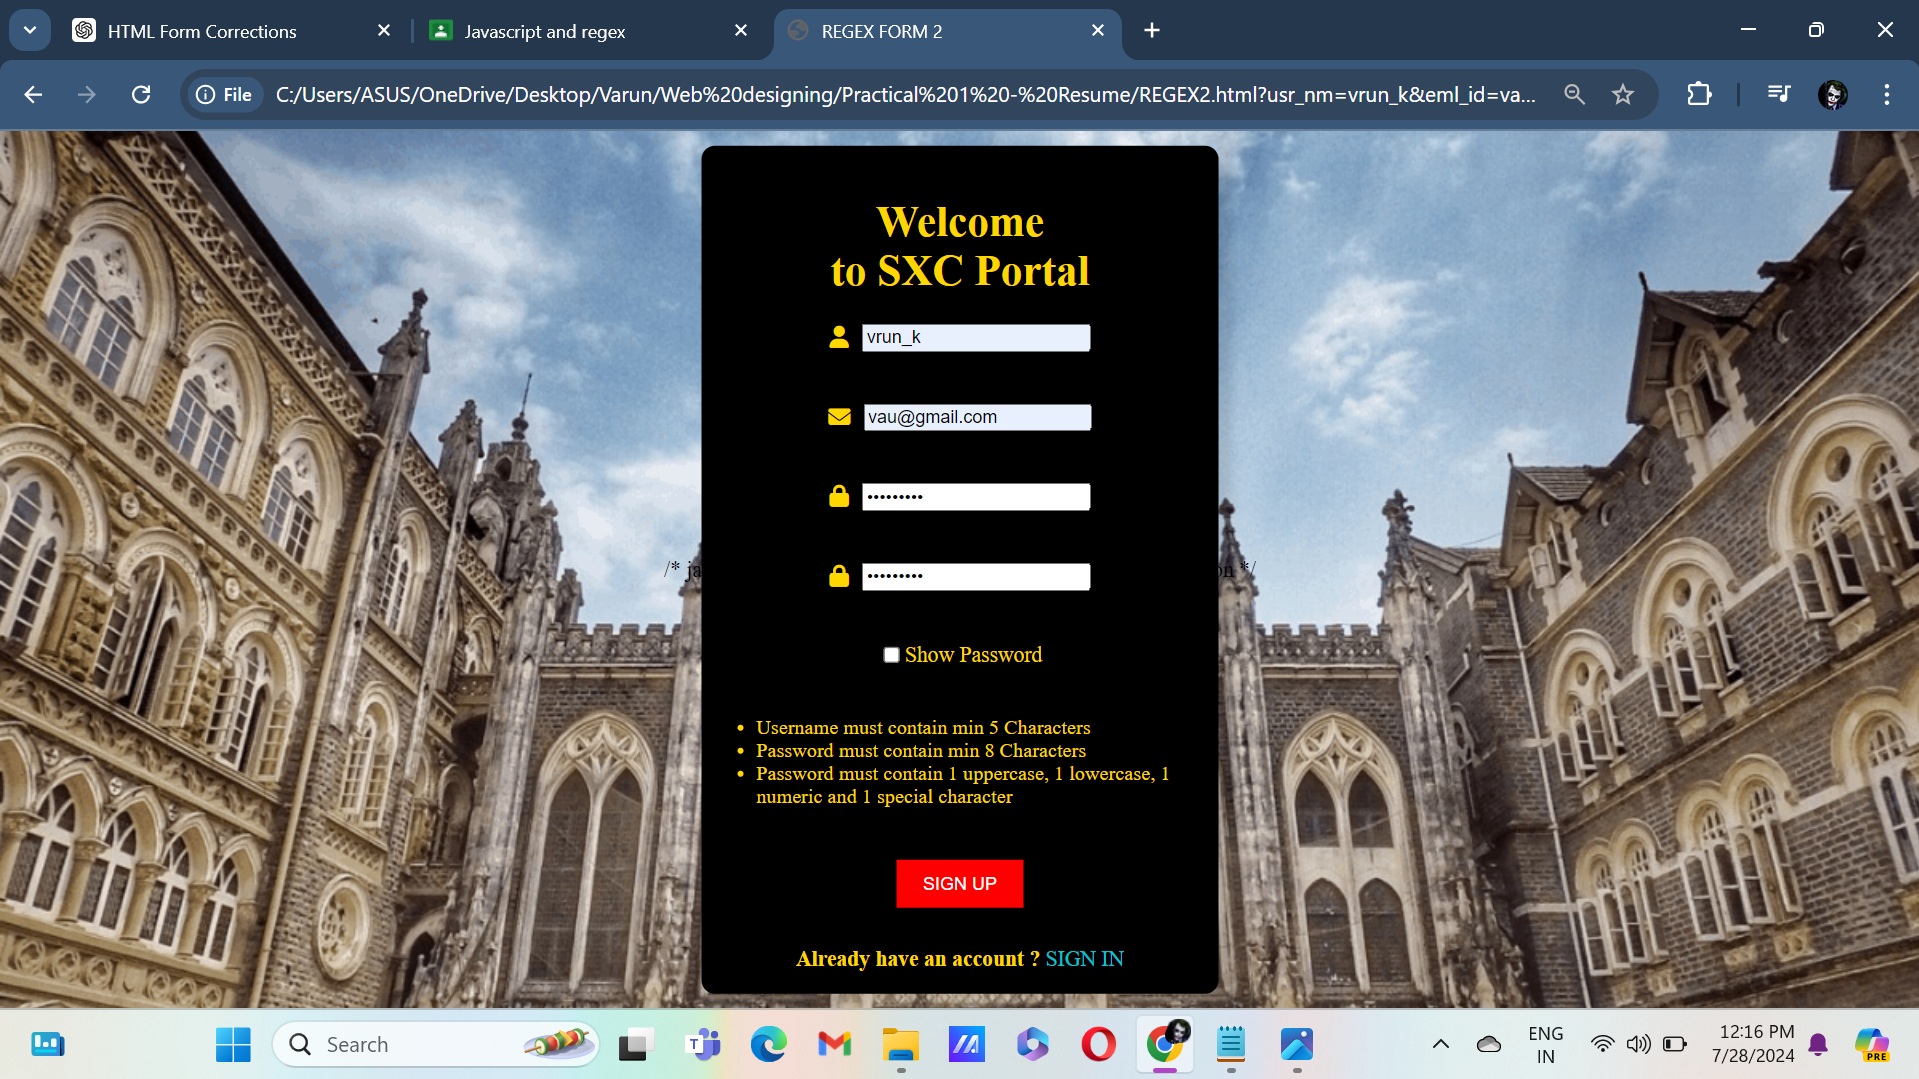 HTML Form Corrections
Javascript and regex
REGEX FORM 2
File
C:/Users/ASUS/OneDrive/Desktop/Varun/Web%20designing/Practical%201%20-%20Resume/REGEX2.html?usr_nm=vrun_k&eml_id=va...
Welcome
to SXC Portal
vrun_k
vau@gmail.com
•••••••••
/* ja
on */
•••••••••
Show Password
• Username must contain min 5 Characters
• Password must contain min 8 Characters
• Password must contain 1 uppercase, 1 lowercase, 1
numeric and 1 special character
SIGN UP
Already have an account ? SIGN IN
Search
ENG
IN
12:16 PM
7/28/2024
PRE